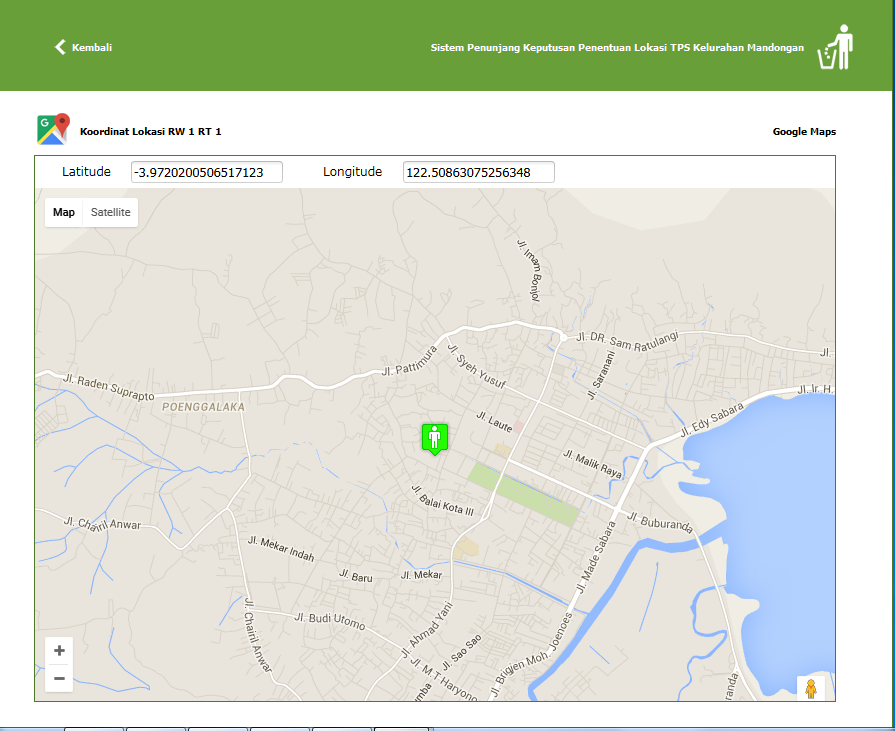 Kembali
Sistem Penunjang Keputusan Penentuan Lokasi TPS Kelurahan Mandongan
G
Koordinat Lokasi RW 1 RT 1
Google Maps
Latitude
-3.9720200506517123
Longitude
122.50863075256348
Map
Satellite
Jl. Imam Bonjol
Jl. DR. Sam Ratulangi
Jl.
Jl. Pattimura
Jl. Syeh Yusuf
Jl. Saranani
Jl. Raden Suprapto
POENGGALAKA
Jl. Ir. H.
Jl. Edy Sabara
Jl. Laute
Jl. Malik Raya
Jl. Balai Kota III
Jl. Chairil Anwar
Jl. Buburanda
Jl. Mekar Indah
Jl. Made Sabara
Jl. Baru
Jl. Mekar
Jl. Chairil Anwar
Jl. Budi Utomo
Jl. Ahmad Yani
Jl. Sao Sao
Jl. Brigjen Moh. Joenoes
Jl. M.T Haryono
umba
randa
+
−